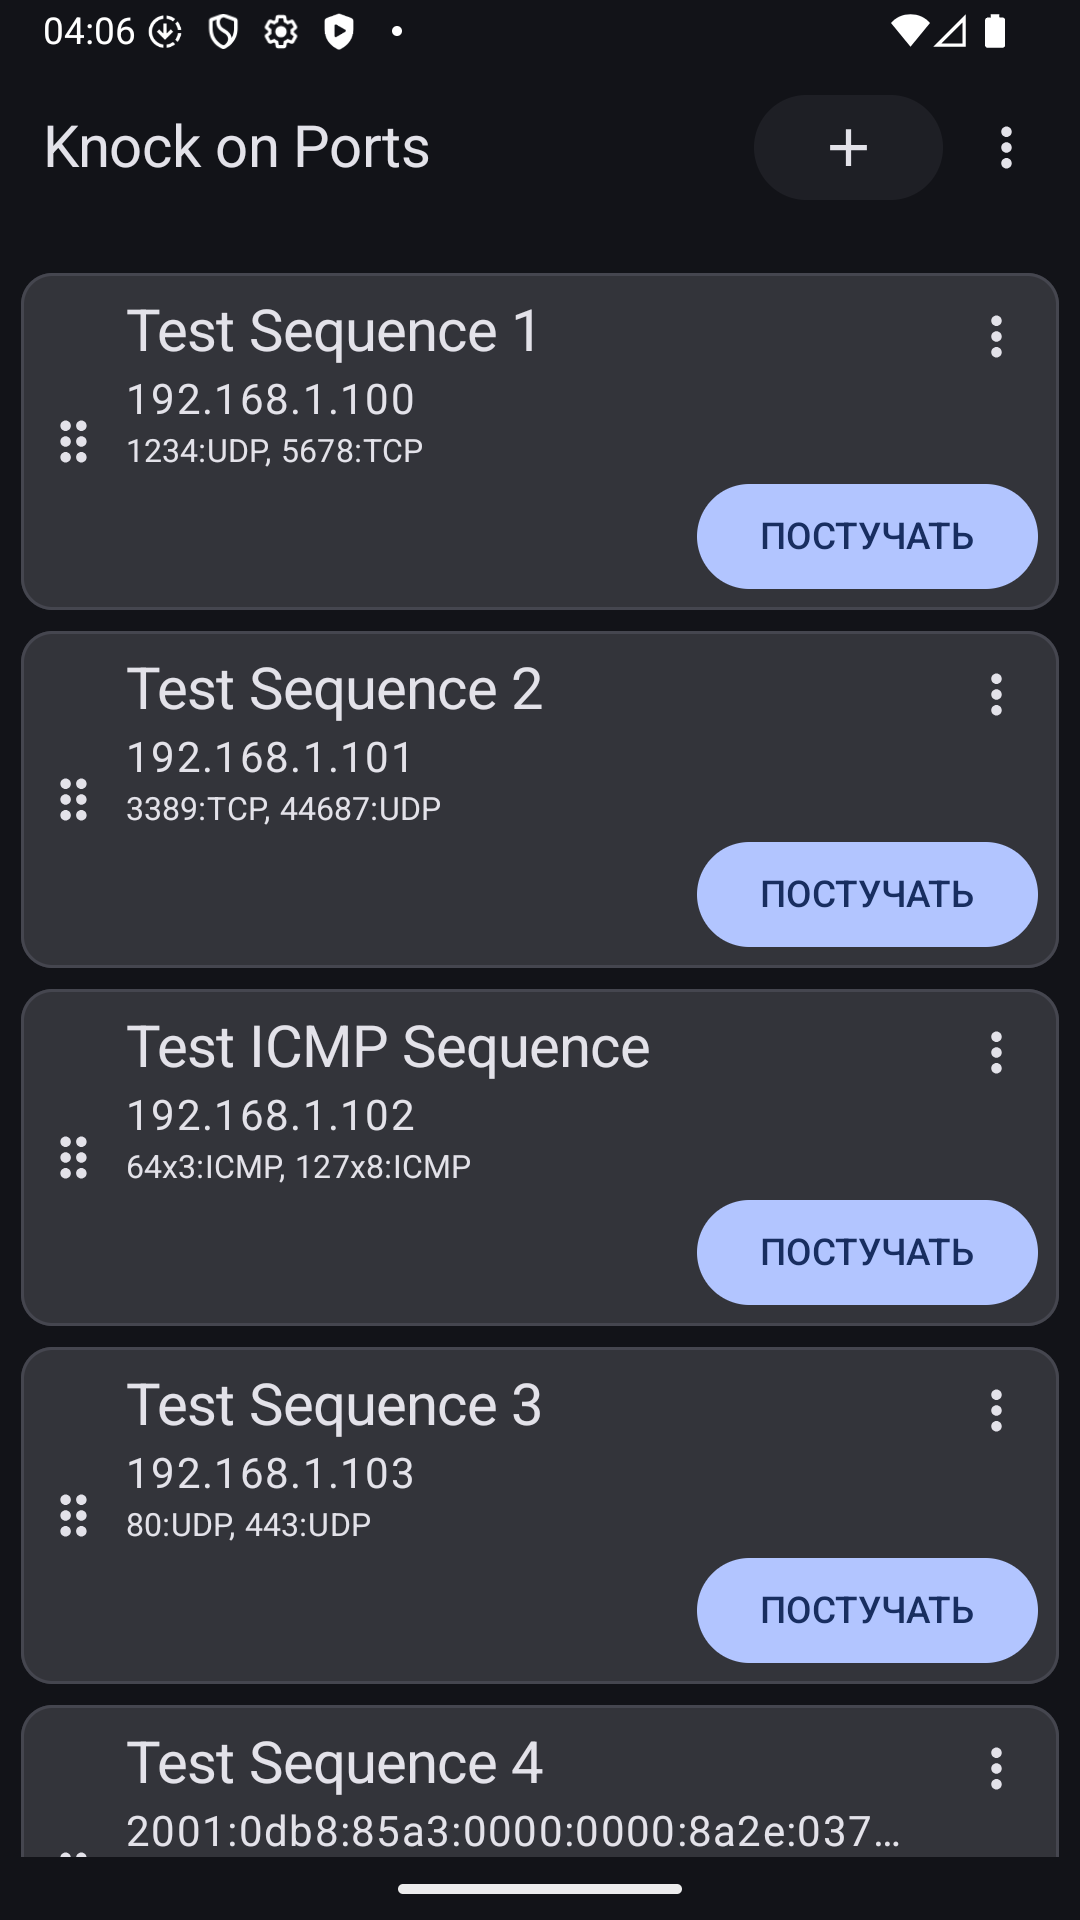 04:06
Knock on Ports
Test Sequence 1
192.168.1.100
1234:UDP, 5678:TCP
ПОСТУЧАТЬ
Test Sequence 2
192.168.1.101
3389:TCP, 44687:UDP
ПОСТУЧАТЬ
Test ICMP Sequence
192.168.1.102
64x3:ICMP, 127x8:ICMP
ПОСТУЧАТЬ
Test Sequence 3
192.168.1.103
80:UDP, 443:UDP
ПОСТУЧАТЬ
Test Sequence 4
2001:0db8:85a3:0000:0000:8a2e:037…